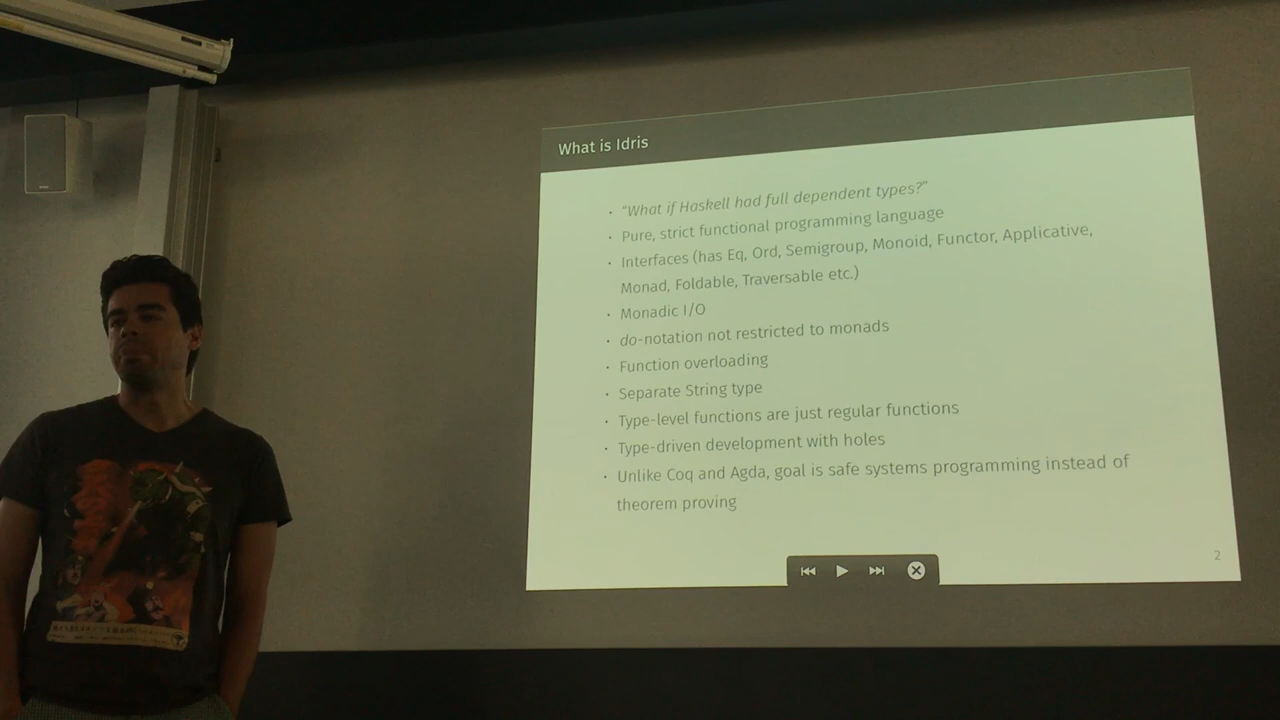 What is Idris
• “What if Haskell had full dependent types?”
• Pure, strict functional programming language
• Interfaces (has Eq, Ord, Semigroup, Monoid, Functor, Applicative,
Monad, Foldable, Traversable etc.)
• Monadic I/O
• do-notation not restricted to monads
• Function overloading
• Separate String type
• Type-level functions are just regular functions
• Type-driven development with holes
• Unlike Coq and Agda, goal is safe systems programming instead of
theorem proving
2